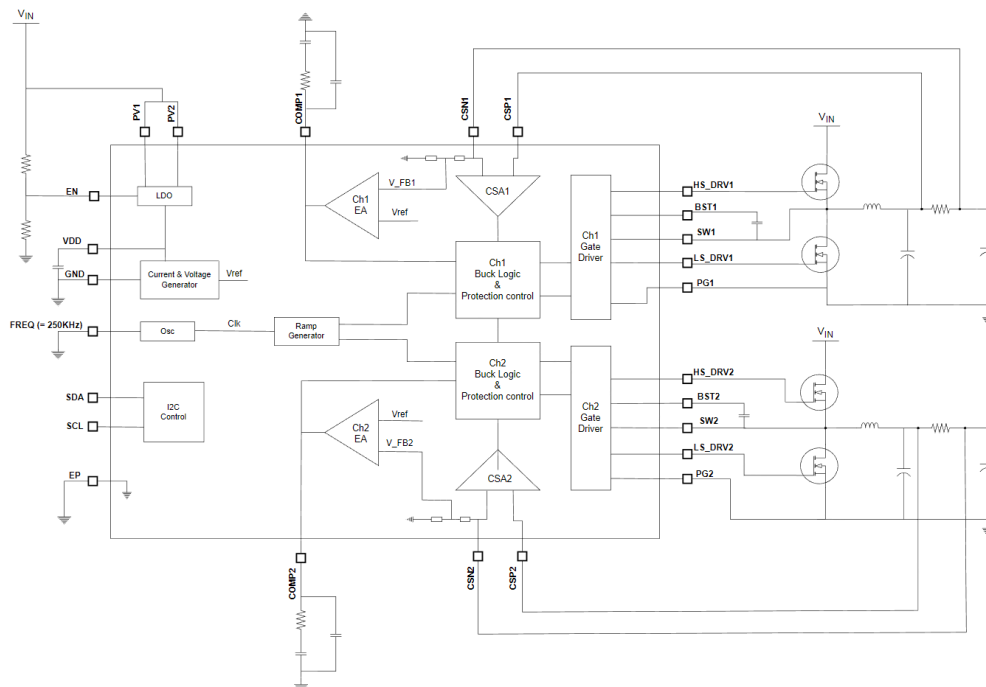 VIN
PV1
PV2
COMP1
CSN1
CSP1
VIN
EN
LDO
V_FB1
Ch1
EA
Vref
CSA1
Ch1
Gate
Driver
HS_DRV1
BST1
SW1
LS_DRV1
PG1
VDD
GND
Current & Voltage
Generator
Vref
Ch1
Buck Logic
&
Protection control
FREQ (= 250KHz)
Osc
Clk
Ramp
Generator
VIN
Ch2
Buck Logic
&
Protection control
SDA
SCL
I2C
Control
Ch2
EA
Vref
V_FB2
CSA2
Ch2
Gate
Driver
HS_DRV2
BST2
SW2
LS_DRV2
PG2
EP
COMP2
CSN2
CSP2